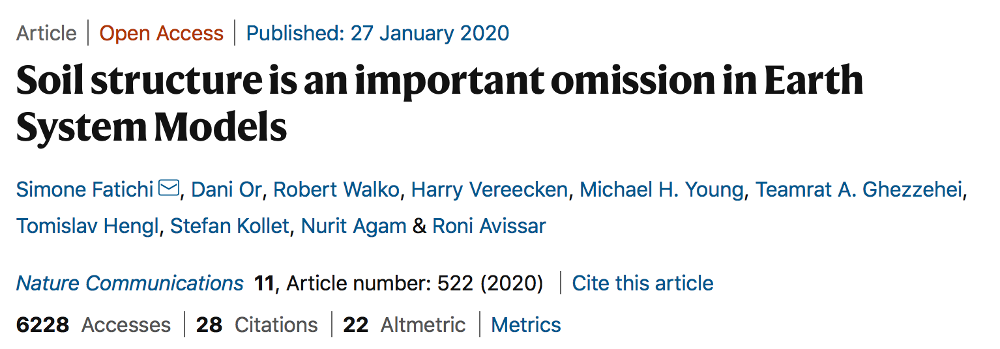 Article | Open Access | Published: 27 January 2020
Soil structure is an important omission in Earth
System Models
Simone Fatichi, Dani Or, Robert Walko, Harry Vereecken, Michael H. Young, Teamrat A. Ghezzehei,
Tomislav Hengl, Stefan Kollet, Nurit Agam & Roni Avissar
Nature Communications 11, Article number: 522 (2020) | Cite this article
6228 Accesses | 28 Citations | 22 Altmetric | Metrics